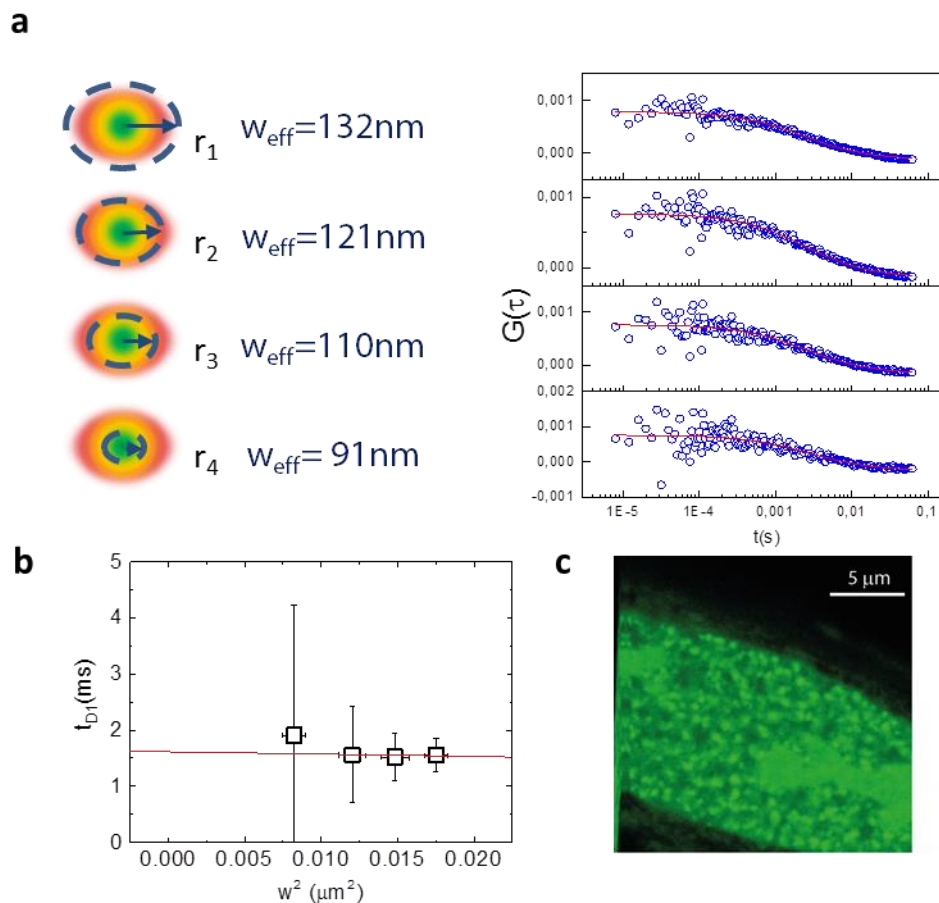 a
r1 weff=132nm
r2 weff=121nm
r3 weff=110nm
r4 weff= 91nm
G(τ)
0,001
0,000
0,001
0,000
0,001
0,000
0,002
0,001
0,000
-0,001
1E-5 1E-4 0,001 0,01 0,1
t(s)
b
tD1(ms)
5
4
3
2
1
0
0.000 0.005 0.010 0.015 0.020
w² (μm²)
c
5 μm